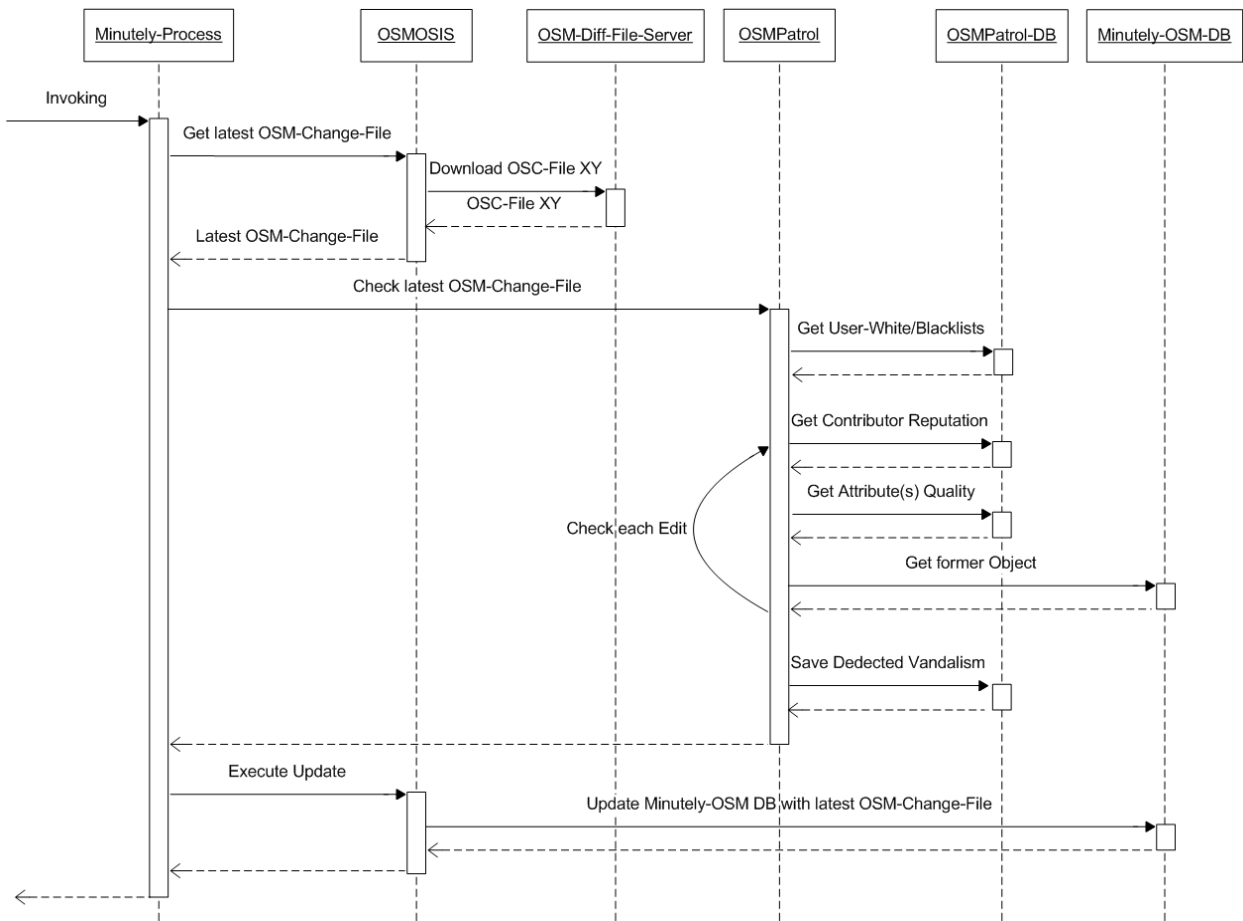 Minutely-Process
OSMOSIS
OSM-Diff-File-Server
OSMPatrol
OSMPatrol-DB
Minutely-OSM-DB
Invoking
Get latest OSM-Change-File
Download OSC-File XY
OSC-File XY
Latest OSM-Change-File
Check latest OSM-Change-File
Get User-White/Blacklists
Get Contributor Reputation
Get Attribute(s) Quality
Check each Edit
Get former Object
Save Dedected Vandalism
Execute Update
Update Minutely-OSM DB with latest OSM-Change-File